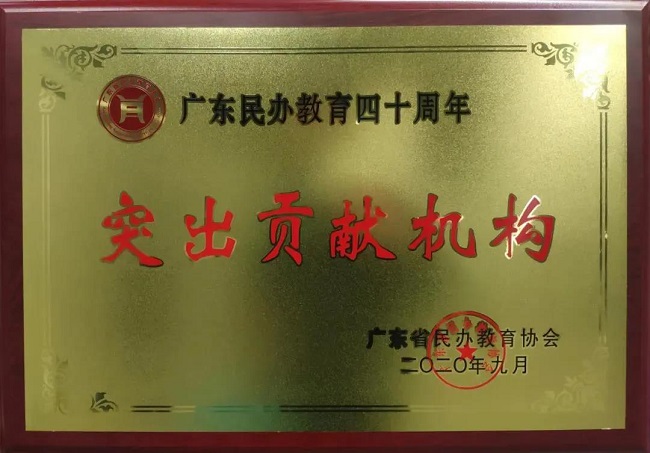 广东民办教育四十周年
突出贡献机构
广东省民办教育协会
二〇二〇年九月